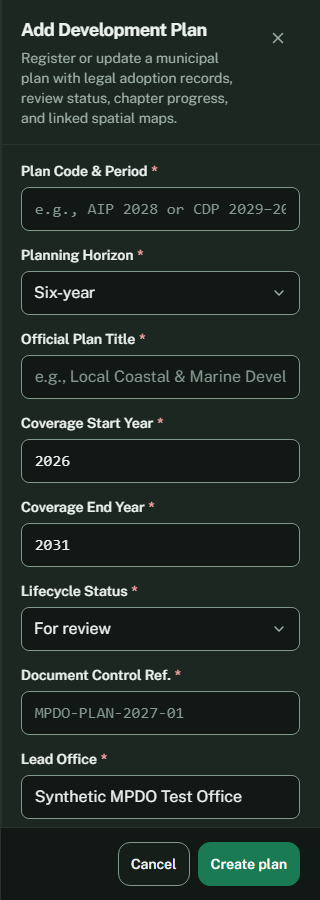 Add Development Plan
Register or update a municipal
plan with legal adoption records,
review status, chapter progress,
and linked spatial maps.
Plan Code & Period *
e.g., AIP 2028 or CDP 2029–20
Planning Horizon *
Six-year
Official Plan Title *
e.g., Local Coastal & Marine Devel
Coverage Start Year *
2026
Coverage End Year *
2031
Lifecycle Status *
For review
Document Control Ref. *
MPDO-PLAN-2027-01
Lead Office *
Synthetic MPDO Test Office
Cancel
Create plan